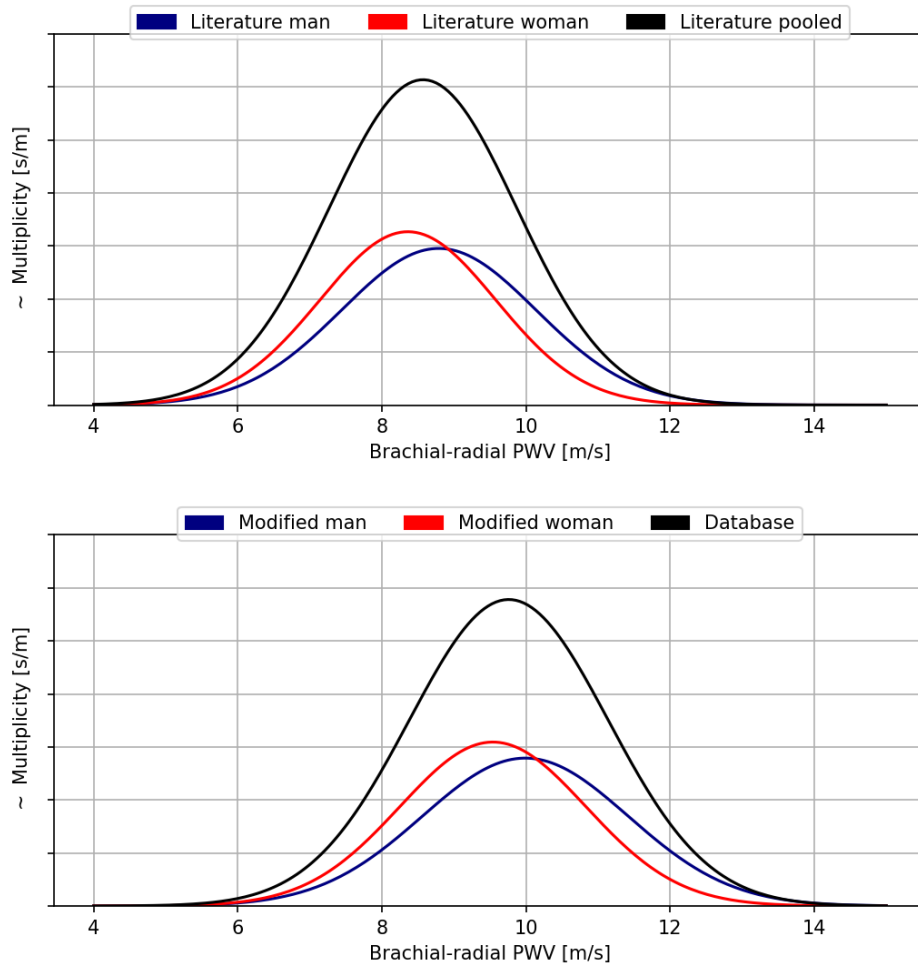 Literature man Literature woman Literature pooled
~ Multiplicity [s/m]
4 6 8 10 12 14
Brachial-radial PWV [m/s]
Modified man Modified woman Database
~ Multiplicity [s/m]
4 6 8 10 12 14
Brachial-radial PWV [m/s]